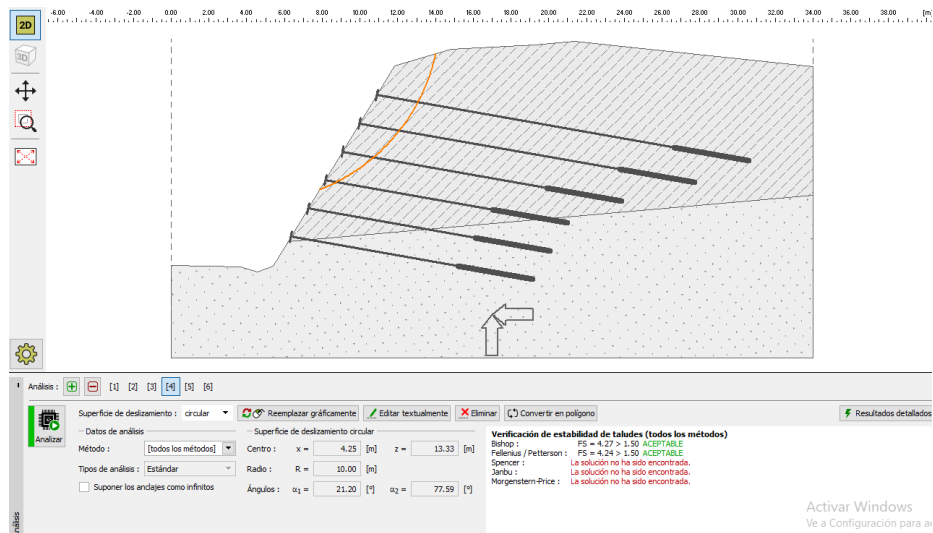 -6.00 -4.00 -2.00 0.00 2.00 4.00 6.00 8.00 10.00 12.00 14.00 16.00 18.00 20.00 22.00 24.00 26.00 28.00 30.00 32.00 34.00 36.00 38.00 [m]
2D
3D
Análisis : [1] [2] [3] [4] [5] [6]
Analizar
Superficie de deslizamiento : circular Reemplazar gráficamente Editar textualmente Eliminar Convertir en polígono Resultados detallados
Datos de análisis
Método : [todos los métodos]
Tipos de análisis : Estándar
Suponer los andajes como infinitos
Superficie de deslizamiento circular
Centro : x = 4.25 [m] z = 13.33 [m]
Radio : R = 10.00 [m]
Ángulos : α1 = 21.20 [°] α2 = 77.59 [°]
Verificación de estabilidad de taludes (todos los métodos)
Bishop : FS = 4.27 > 1.50 ACEPTABLE
Fellenius / Petterson : FS = 4.24 > 1.50 ACEPTABLE
Spencer : La solución no ha sido encontrada.
Janbu : La solución no ha sido encontrada.
Morgenstern-Price : La solución no ha sido encontrada.
Activar Windows
Ve a Configuración para ac
nálisis